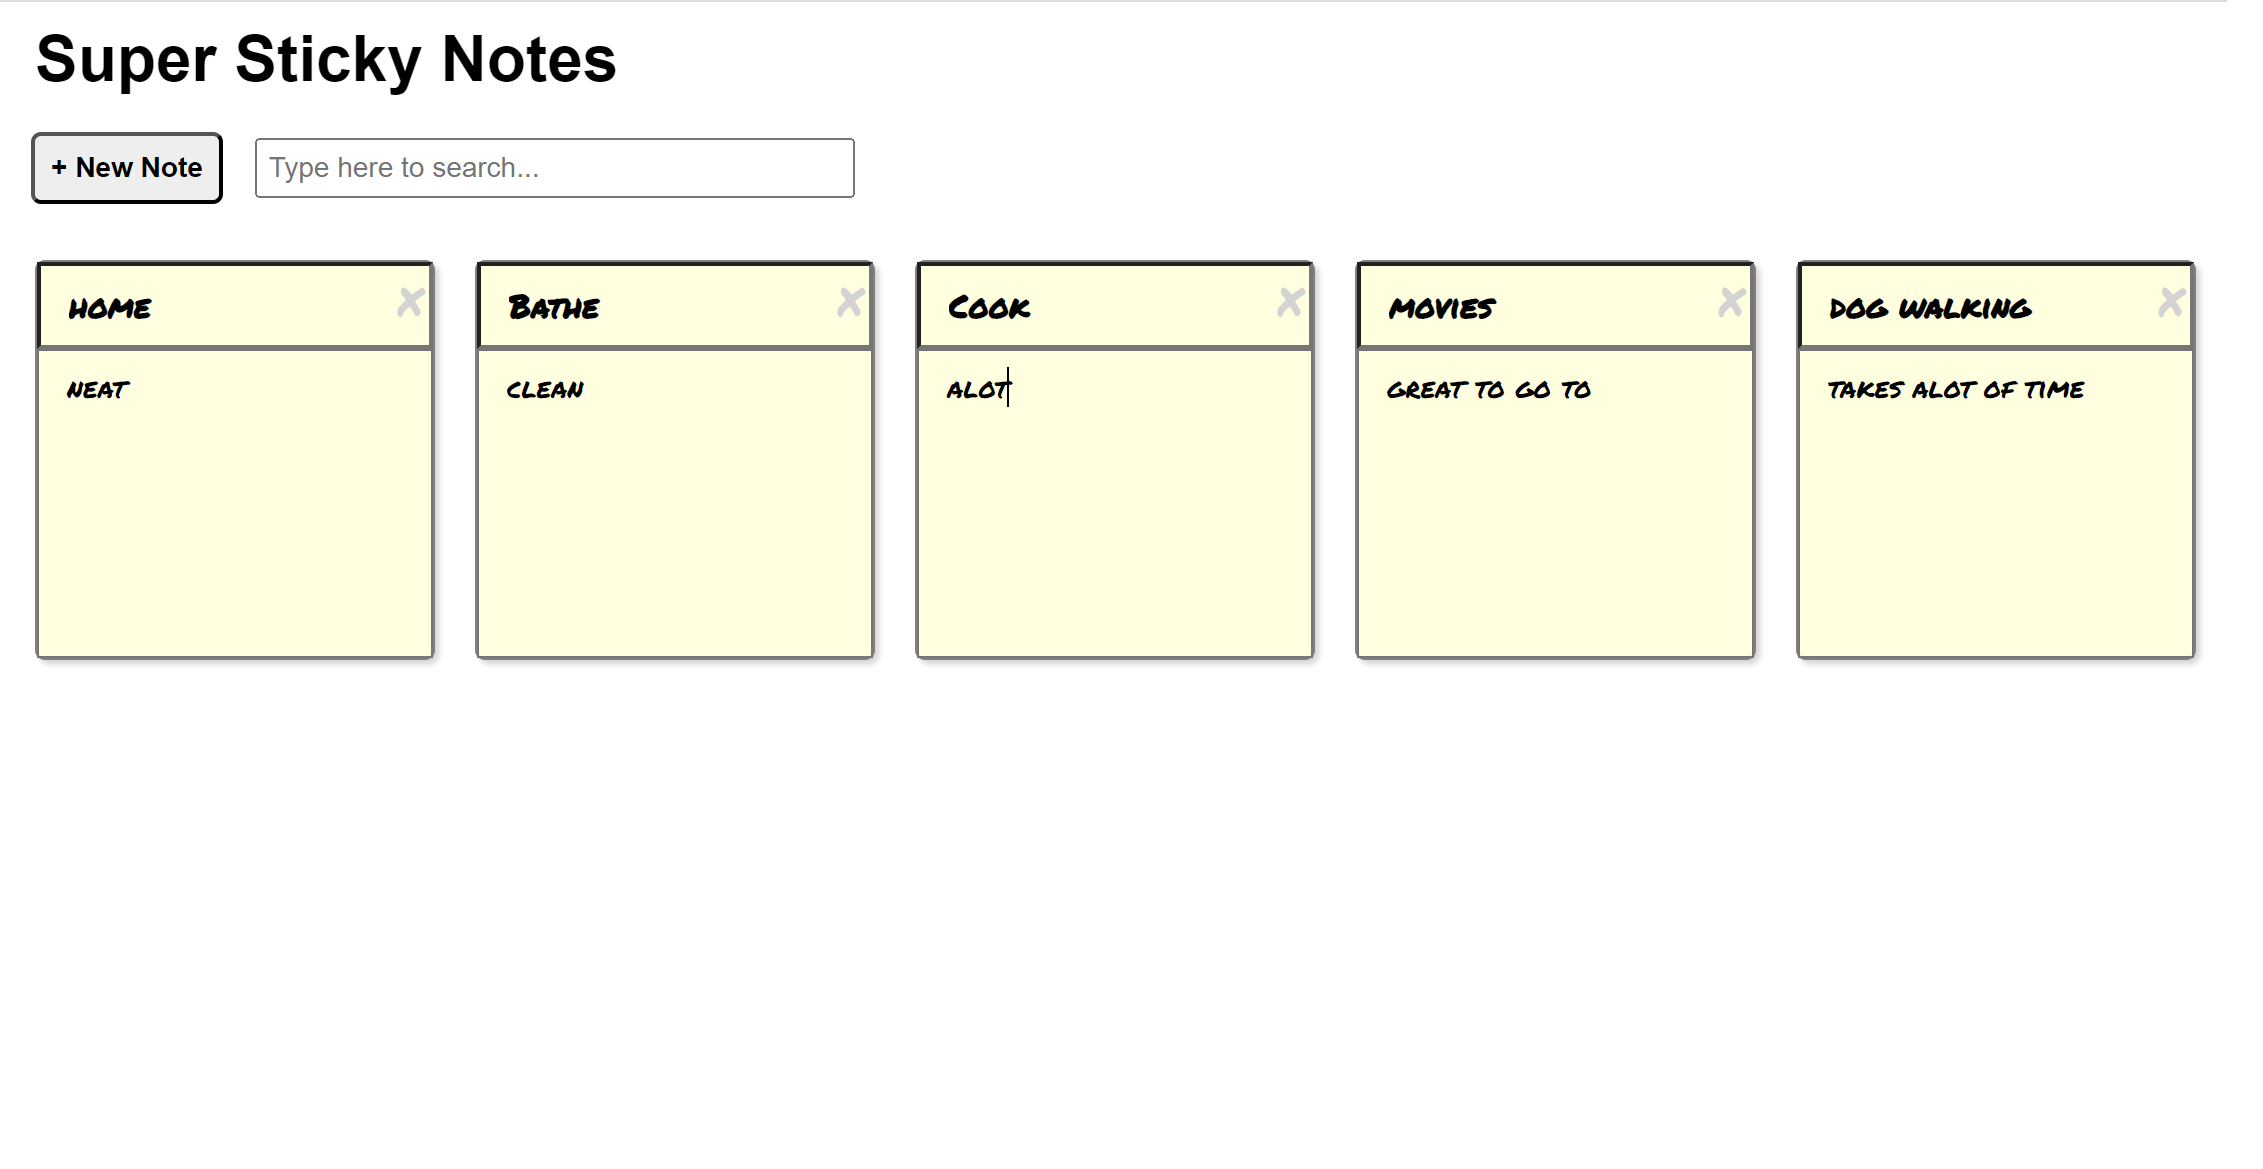 Super Sticky Notes
+ New Note
Type here to search...
HOME
BATHE
COOK
MOVIES
DOG WALKING
NEAT
CLEAN
ALOT
GREAT TO GO TO
TAKES ALOT OF TIME